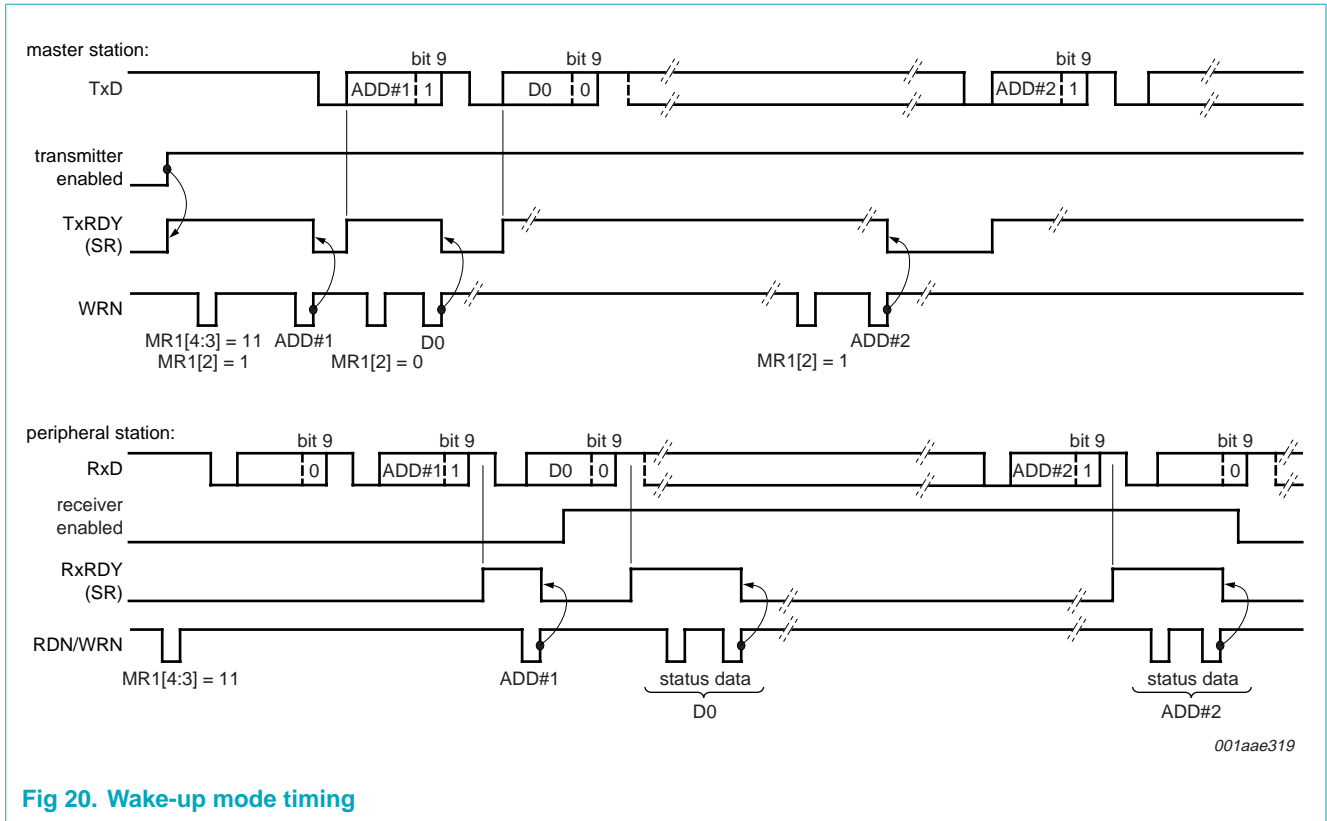 master station:
bit 9 bit 9 bit 9
TxD ADD#1 1 D0 0 ADD#2 1
transmitter
enabled
TxRDY
(SR)
WRN
MR1[4:3] = 11 ADD#1 D0 ADD#2
MR1[2] = 1 MR1[2] = 0 MR1[2] = 1
peripheral station:
bit 9 bit 9 bit 9 bit 9 bit 9
RxD 0 ADD#1 1 D0 0 ADD#2 1 0
receiver
enabled
RxRDY
(SR)
RDN/WRN
MR1[4:3] = 11 ADD#1 status data status data
D0 ADD#2
001aae319
Fig 20. Wake-up mode timing